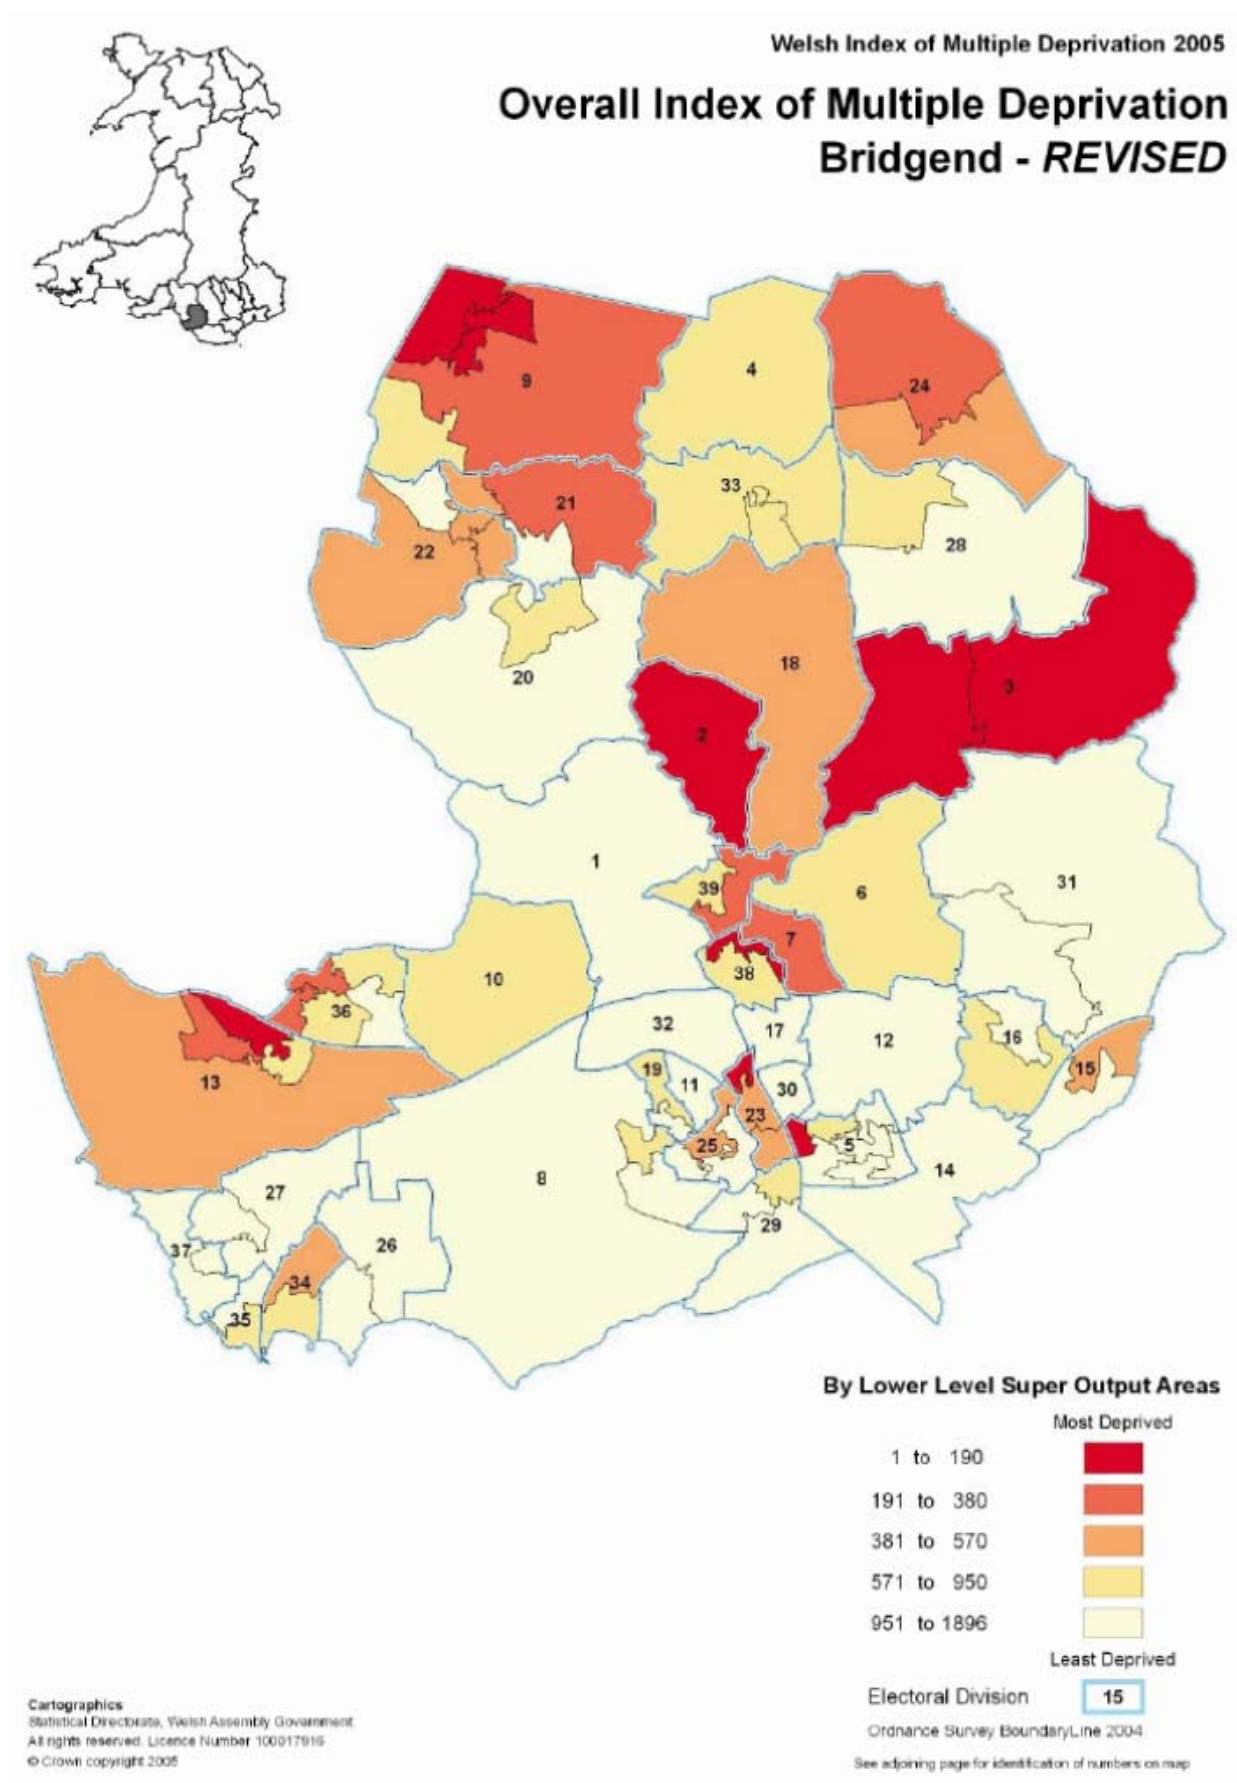 Welsh Index of Multiple Deprivation 2005
Overall Index of Multiple Deprivation
Bridgend - REVISED
4
9
24
33
21
28
22
18
20
3
2
1
31
39
6
7
38
10
36
32
17
12
16
13
19
11
30
15
23
25
5
14
8
27
29
37
26
34
35
By Lower Level Super Output Areas
Most Deprived
1 to 190
191 to 380
381 to 570
571 to 950
951 to 1896
Least Deprived
Electoral Division 15
Ordnance Survey BoundaryLine 2004
See adjoining page for identification of numbers on map
Cartographics
Statistical Directorate, Welsh Assembly Government
All rights reserved. Licence Number 100017916
© Crown copyright 2005